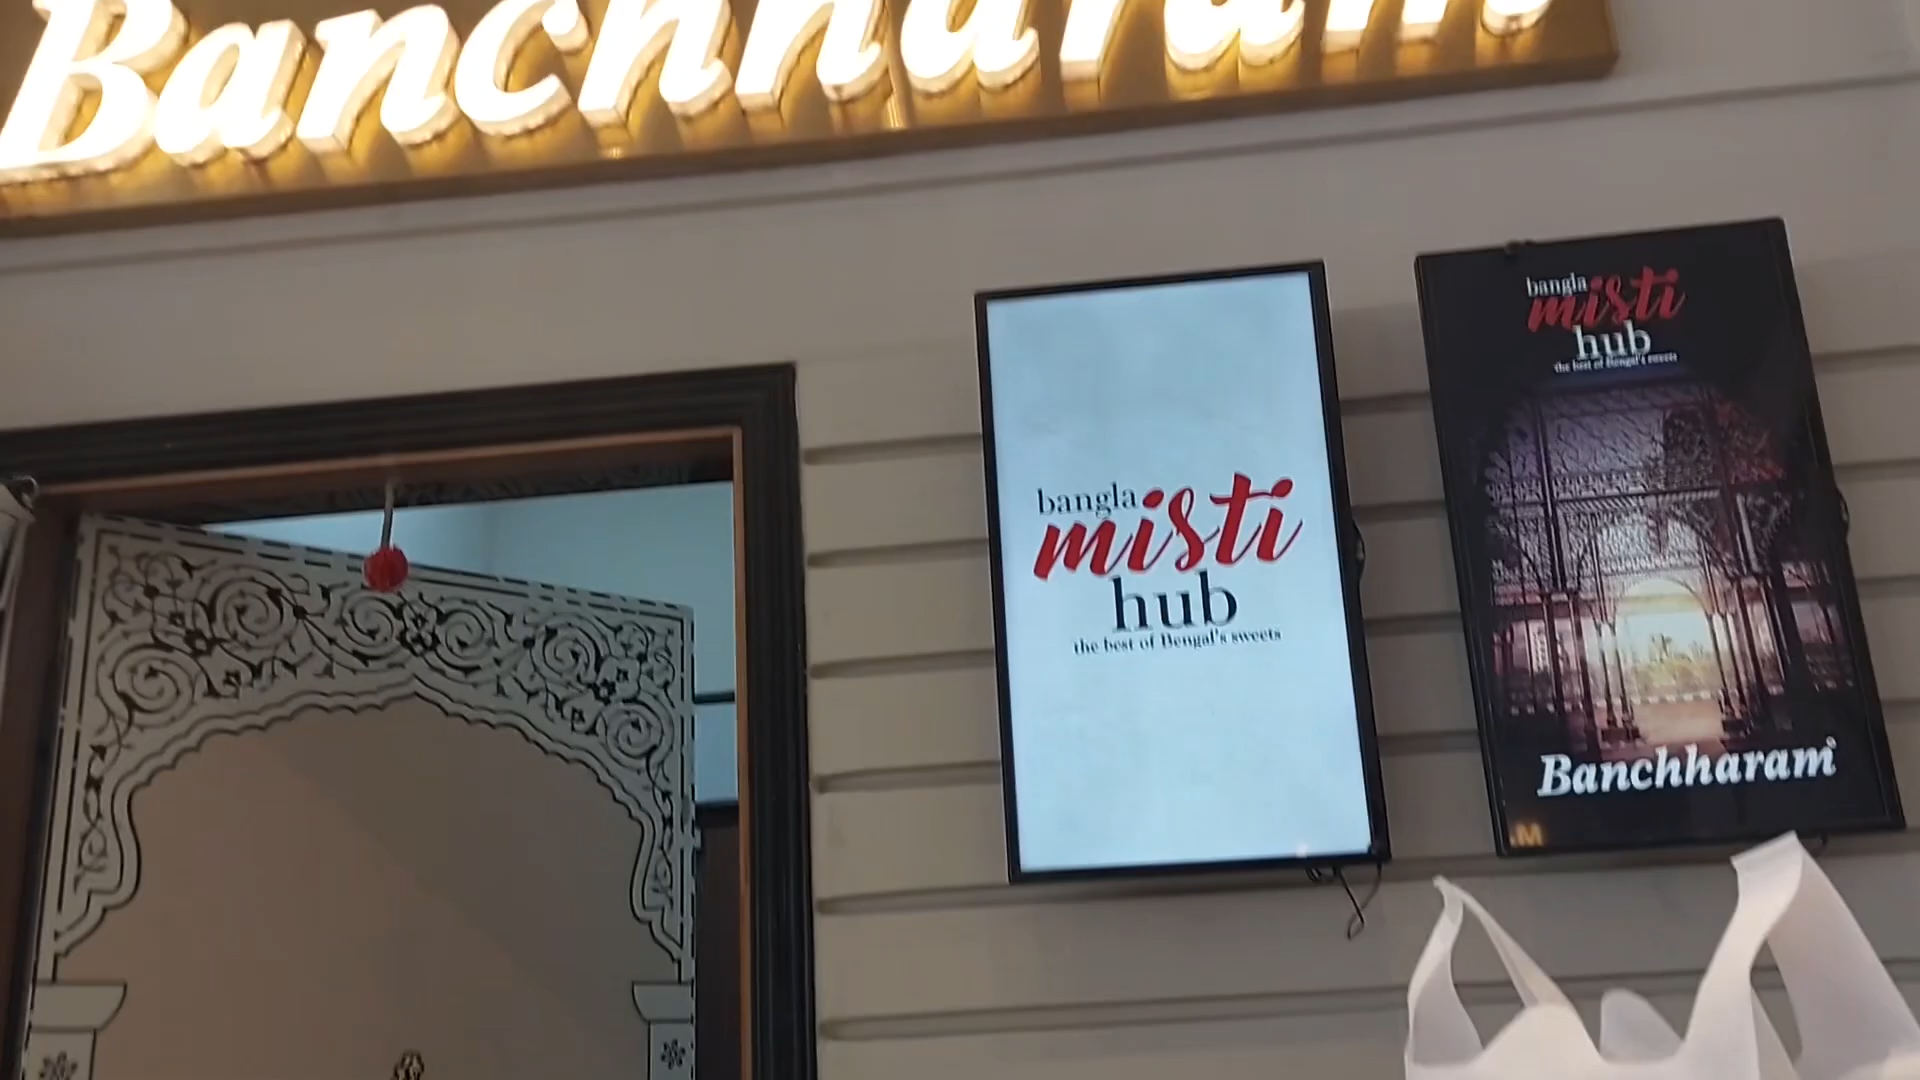 Banchharam
bangla
misti
hub
the best of Bengal's sweets
bangla
misti
hub
the best of Bengal's sweets
Banchharam